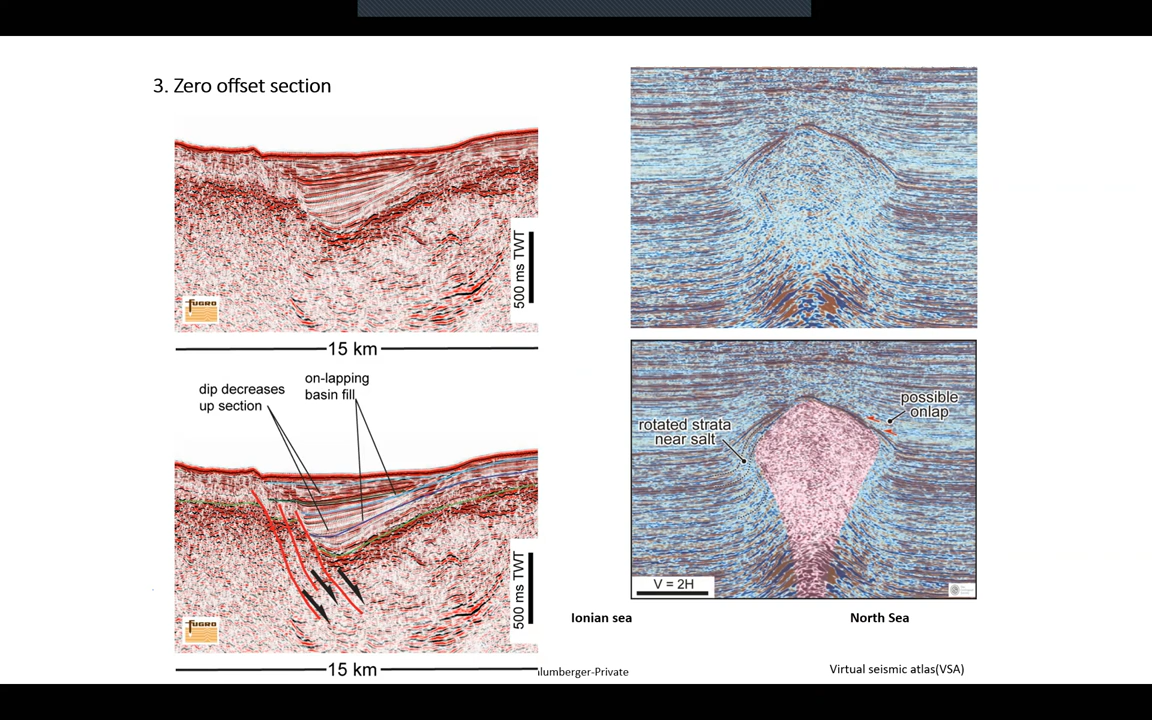 3. Zero offset section
500 ms TWT
FUGRO
15 km
dip decreases
up section
on-lapping
basin fill
500 ms TWT
FUGRO
15 km
rotated strata
near salt
possible
onlap
V = 2H
Ionian sea
North Sea
lumberger-Private
Virtual seismic atlas(VSA)